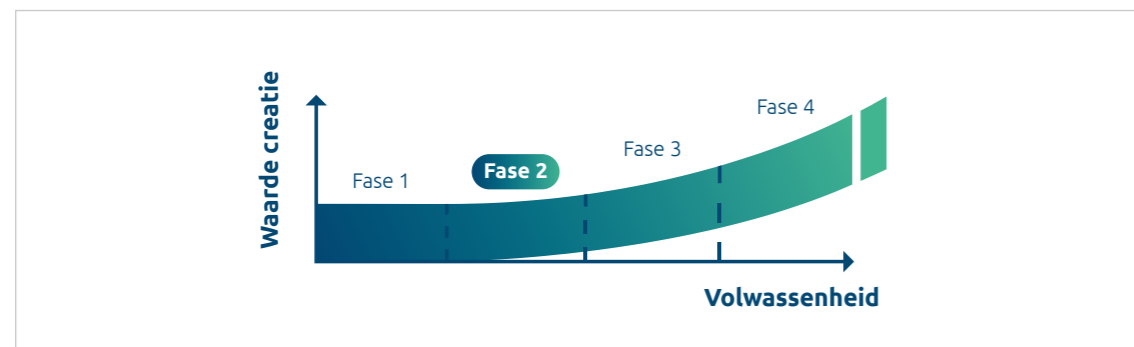 Waarde creatie
Fase 1
Fase 2
Fase 3
Fase 4
Volwassenheid